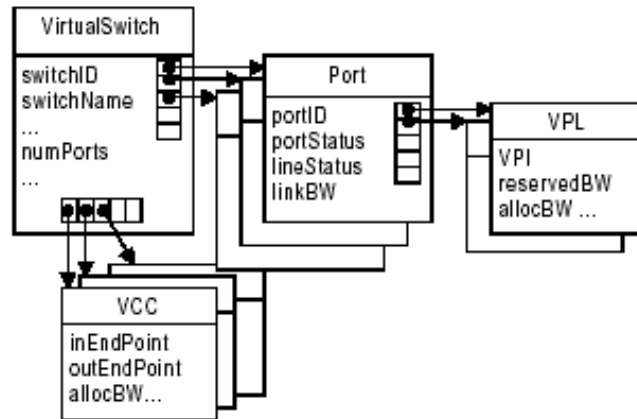 VirtualSwitch
switchID
switchName
...
numPorts
...
Port
portID
portStatus
lineStatus
linkBW
VPL
VPI
reservedBW
allocBW ...
VCC
inEndPoint
outEndPoint
allocBW...